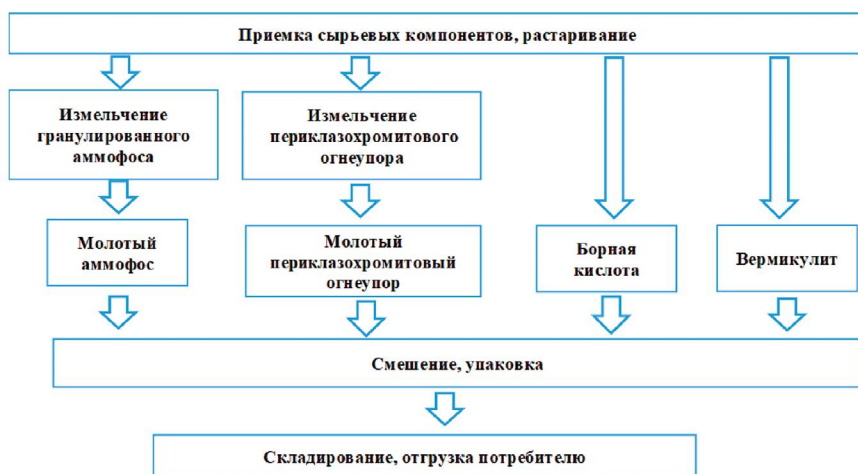 Приемка сырьевых компонентов, растаривание
Измельчение
гранулированного
аммофоса
Измельчение
периклазохромитового
огнеупора
Молотый
аммофос
Молотый
периклазохромитовый
огнеупор
Борная
кислота
Вермикулит
Смешение, упаковка
Складирование, отгрузка потребителю